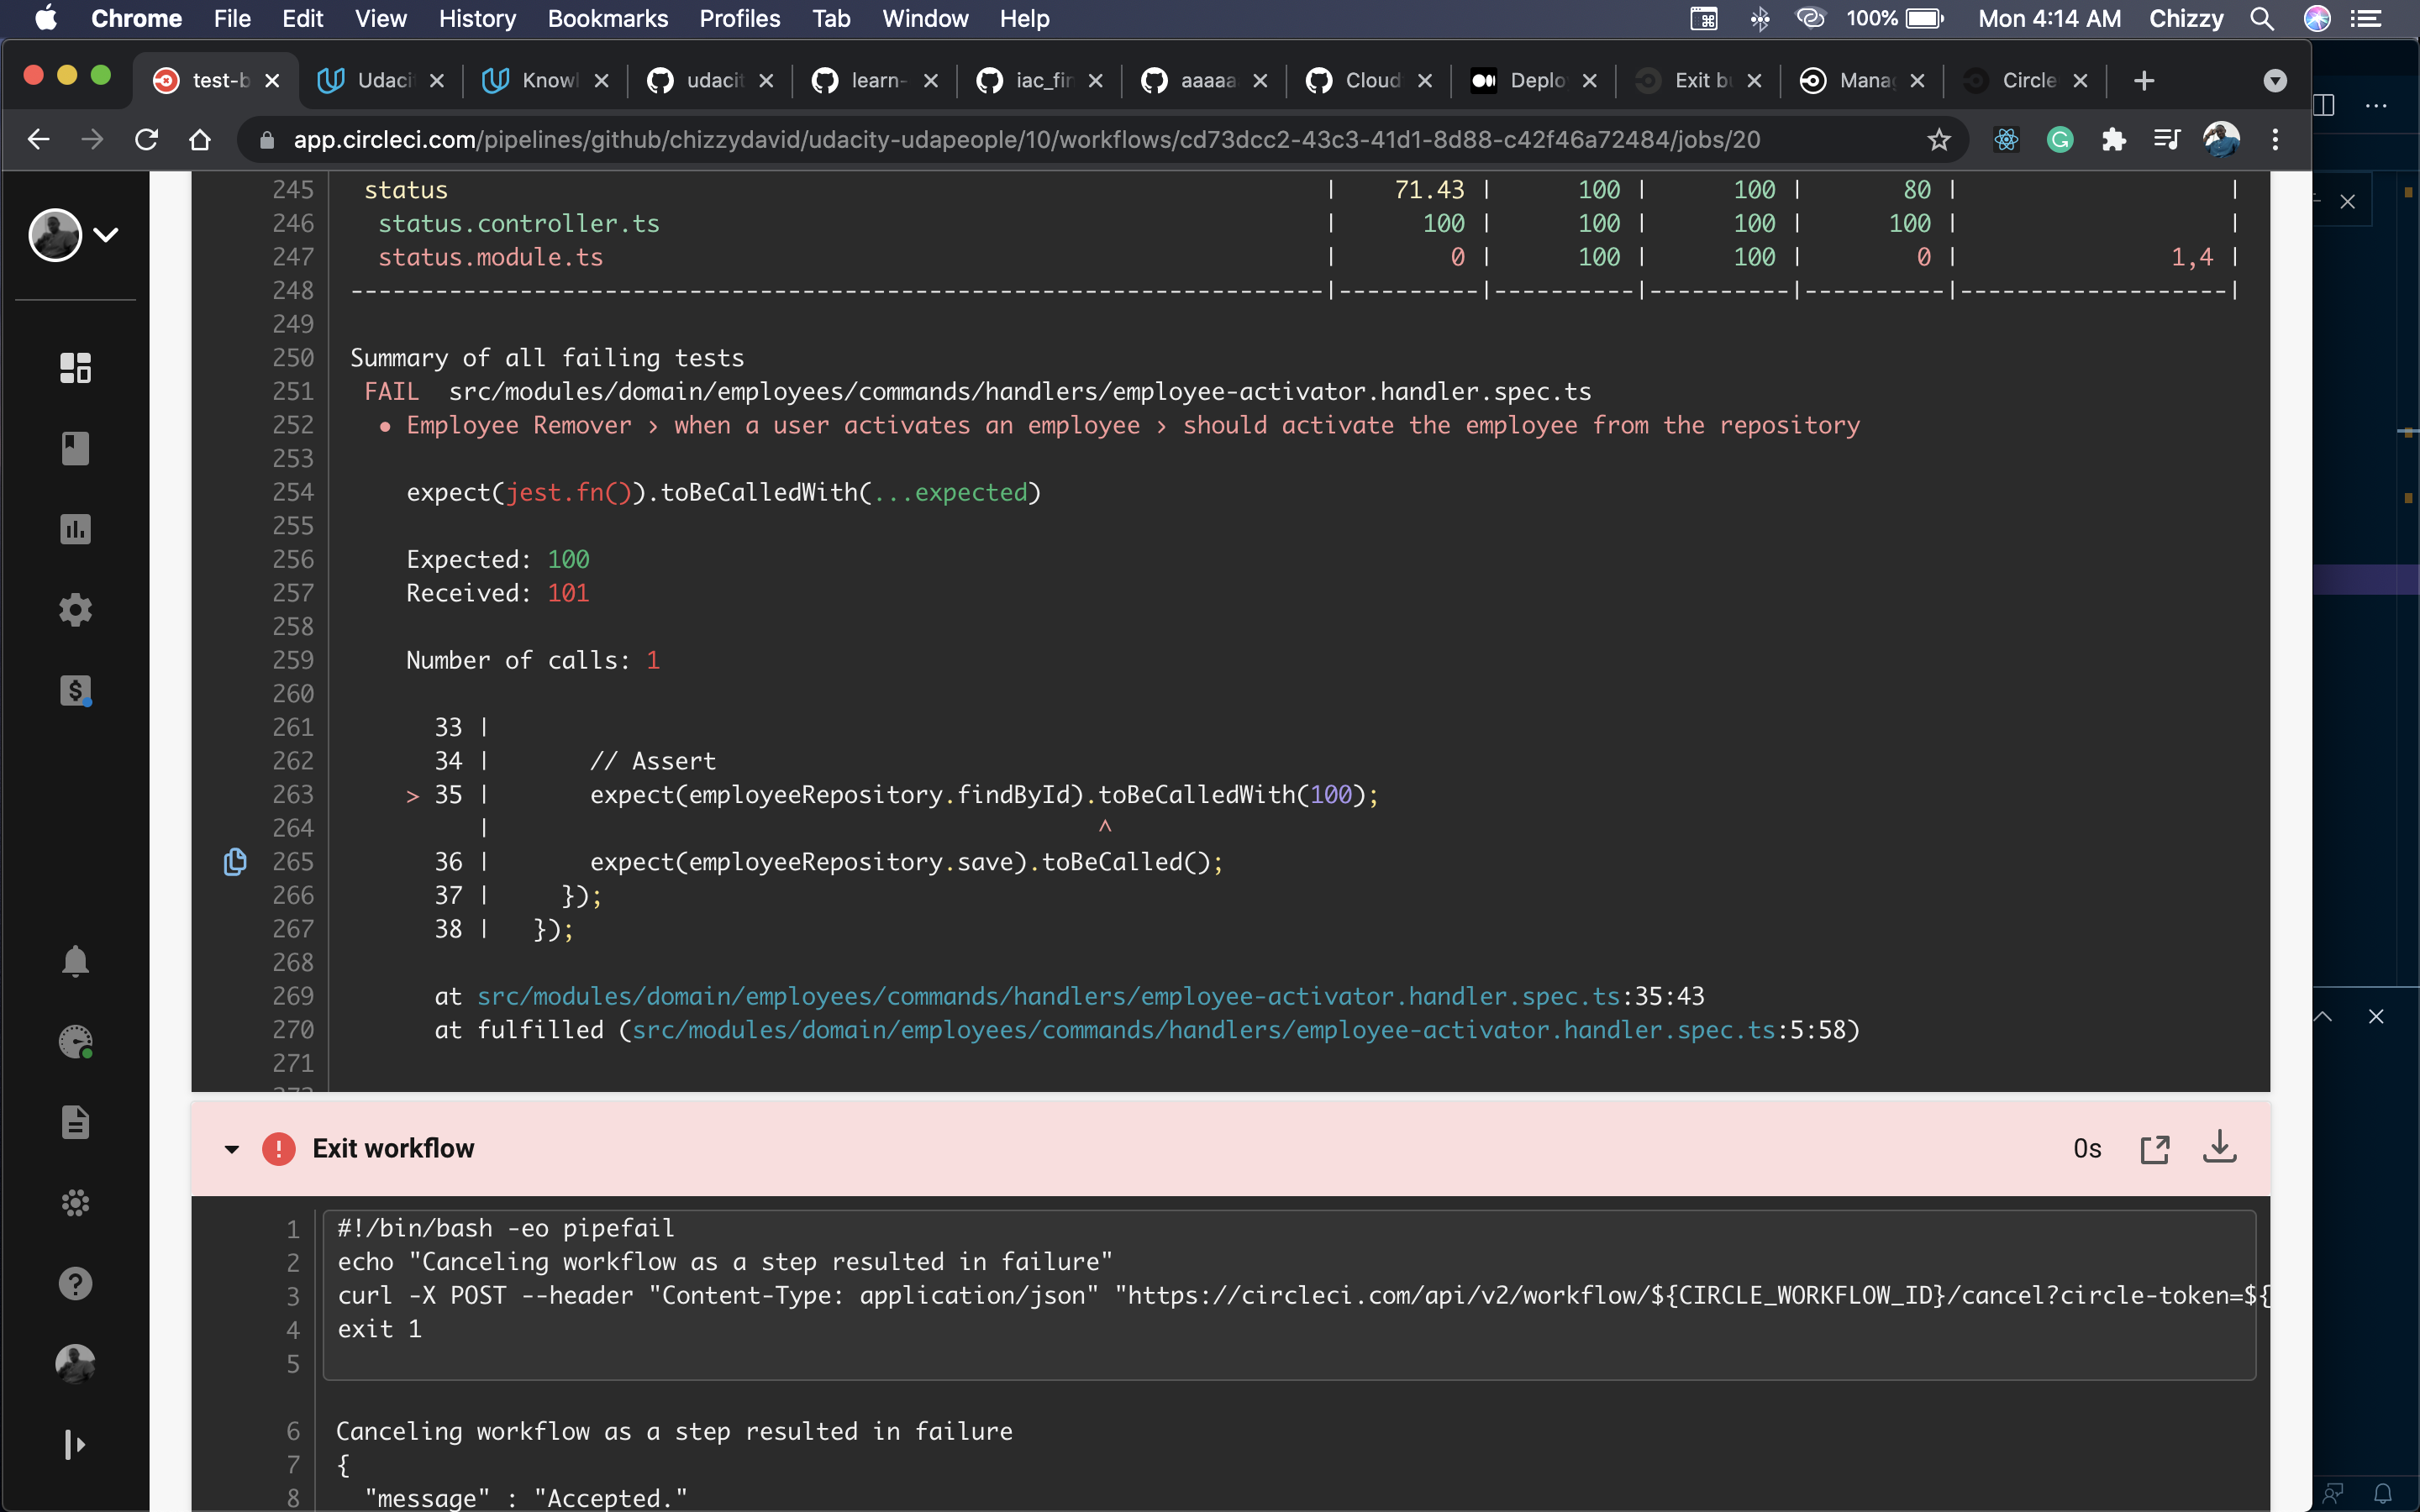 Chrome File Edit View History Bookmarks Profiles Tab Window Help 100% Mon 4:14 AM Chizzy
test-b Udaci Knowl udacit learn- iac_fir aaaaa Cloud Deplo Exit bu Mana Circle
app.circleci.com/pipelines/github/chizzydavid/udacity-udapeople/10/workflows/cd73dcc2-43c3-41d1-8d88-c42f46a72484/jobs/20
245 status | 71.43 | 100 | 100 | 80 | |
246 status.controller.ts | 100 | 100 | 100 | 100 | |
247 status.module.ts | 0 | 100 | 100 | 0 | 1,4 |
248 ---------------------------------------------------------------------|----------|----------|----------|----------|-------------------|
249
250 Summary of all failing tests
251 FAIL src/modules/domain/employees/commands/handlers/employee-activator.handler.spec.ts
252 ● Employee Remover › when a user activates an employee › should activate the employee from the repository
253
254 expect(jest.fn()).toBeCalledWith(...expected)
255
256 Expected: 100
257 Received: 101
258
259 Number of calls: 1
260
261 33 |
262 34 | // Assert
263 > 35 | expect(employeeRepository.findById).toBeCalledWith(100);
264 | ^
265 36 | expect(employeeRepository.save).toBeCalled();
266 37 | });
267 38 | });
268
269 at src/modules/domain/employees/commands/handlers/employee-activator.handler.spec.ts:35:43
270 at fulfilled (src/modules/domain/employees/commands/handlers/employee-activator.handler.spec.ts:5:58)
271
Exit workflow 0s
1 #!/bin/bash -eo pipefail
2 echo "Canceling workflow as a step resulted in failure"
3 curl -X POST --header "Content-Type: application/json" "https://circleci.com/api/v2/workflow/${CIRCLE_WORKFLOW_ID}/cancel?circle-token=${
4 exit 1
5
6 Canceling workflow as a step resulted in failure
7 {
8 "message" : "Accepted."